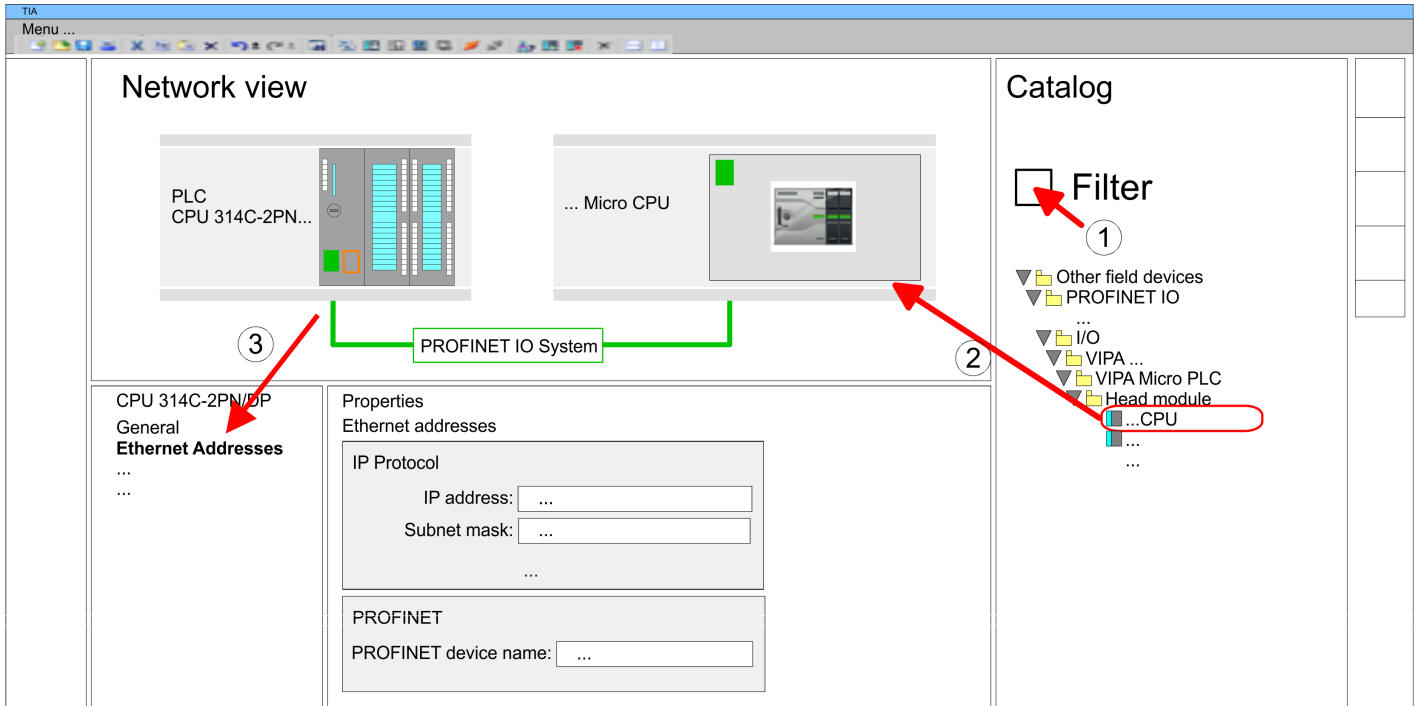 TIA
Menu ...
Network view
PLC
CPU 314C-2PN...
... Micro CPU
PROFINET IO System
3
2
Catalog
Filter
1
Other field devices
PROFINET IO
...
I/O
VIPA ...
VIPA Micro PLC
Head module
...CPU
...
...
CPU 314C-2PN/DP
General
Ethernet Addresses
...
...
Properties
Ethernet addresses
IP Protocol
IP address: ...
Subnet mask: ...
...
PROFINET
PROFINET device name: ...